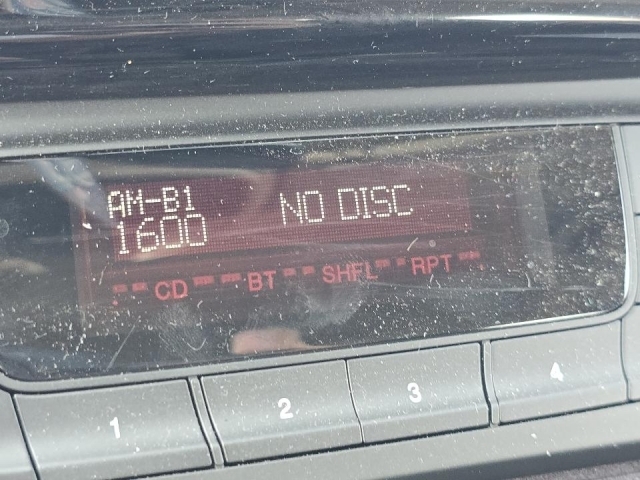 AM-B1 NO DISC
1600
CD BT SHFL RPT
1 2 3 4